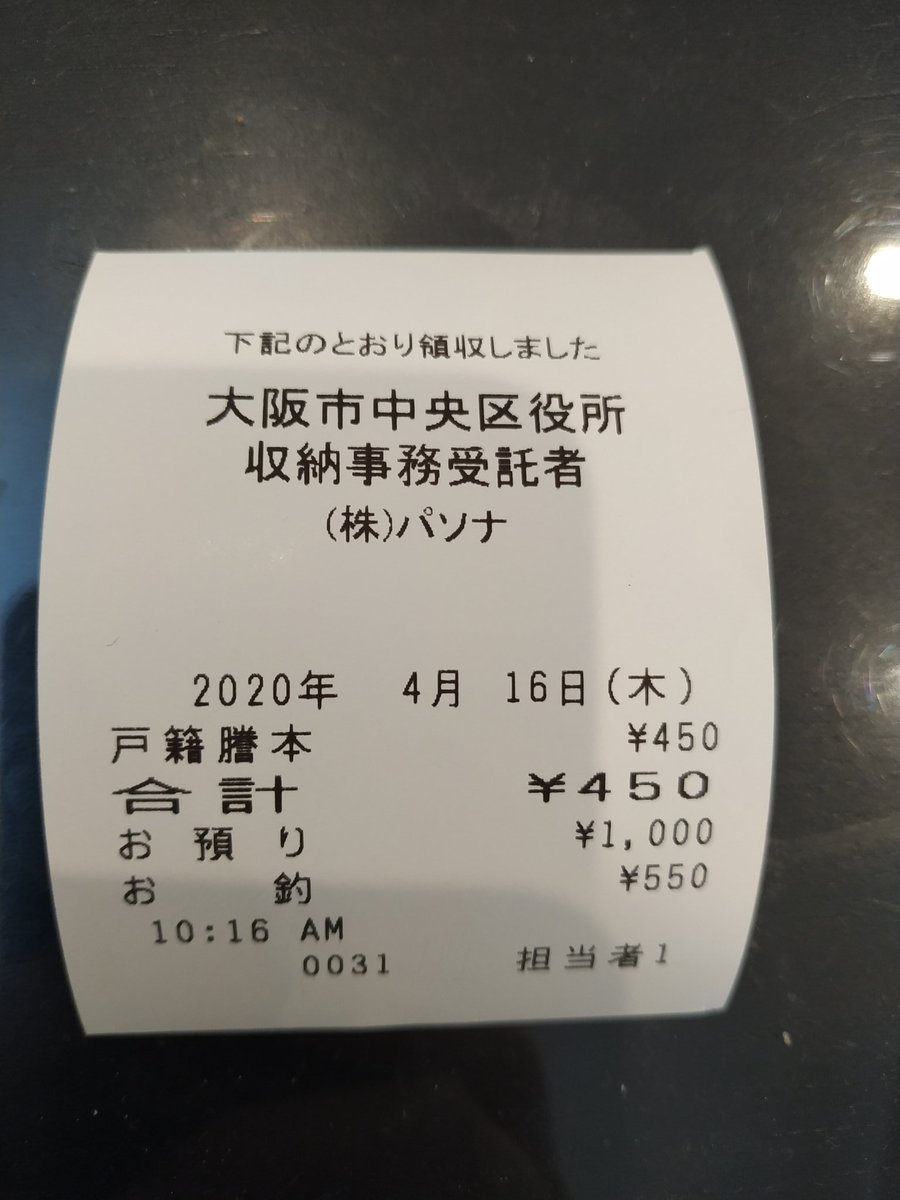 下記のとおり領収しました
大阪市中央区役所
収納事務受託者
(株)パソナ
2020年 4月 16日(木)
戸籍謄本 ¥450
合計 ¥450
お預り ¥1,000
お釣 ¥550
10:16 AM
0031 担当者1